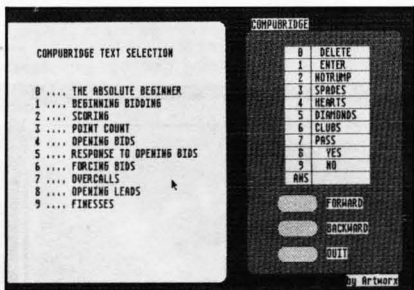 COMPUBRIDGE TEXT SELECTION
0 .... THE ABSOLUTE BEGINNER
1 .... BEGINNING BIDDING
2 .... SCORING
3 .... POINT COUNT
4 .... OPENING BIDS
5 .... RESPONSE TO OPENING BIDS
6 .... FORCING BIDS
7 .... OVERCALLS
8 .... OPENING LEADS
9 .... FINESSES
COMPUBRIDGE
0 DELETE
1 ENTER
2 NOTRUMP
3 SPADES
4 HEARTS
5 DIAMONDS
6 CLUBS
7 PASS
8 YES
9 NO
ANS
FORWARD
BACKWARD
QUIT
by Artworx